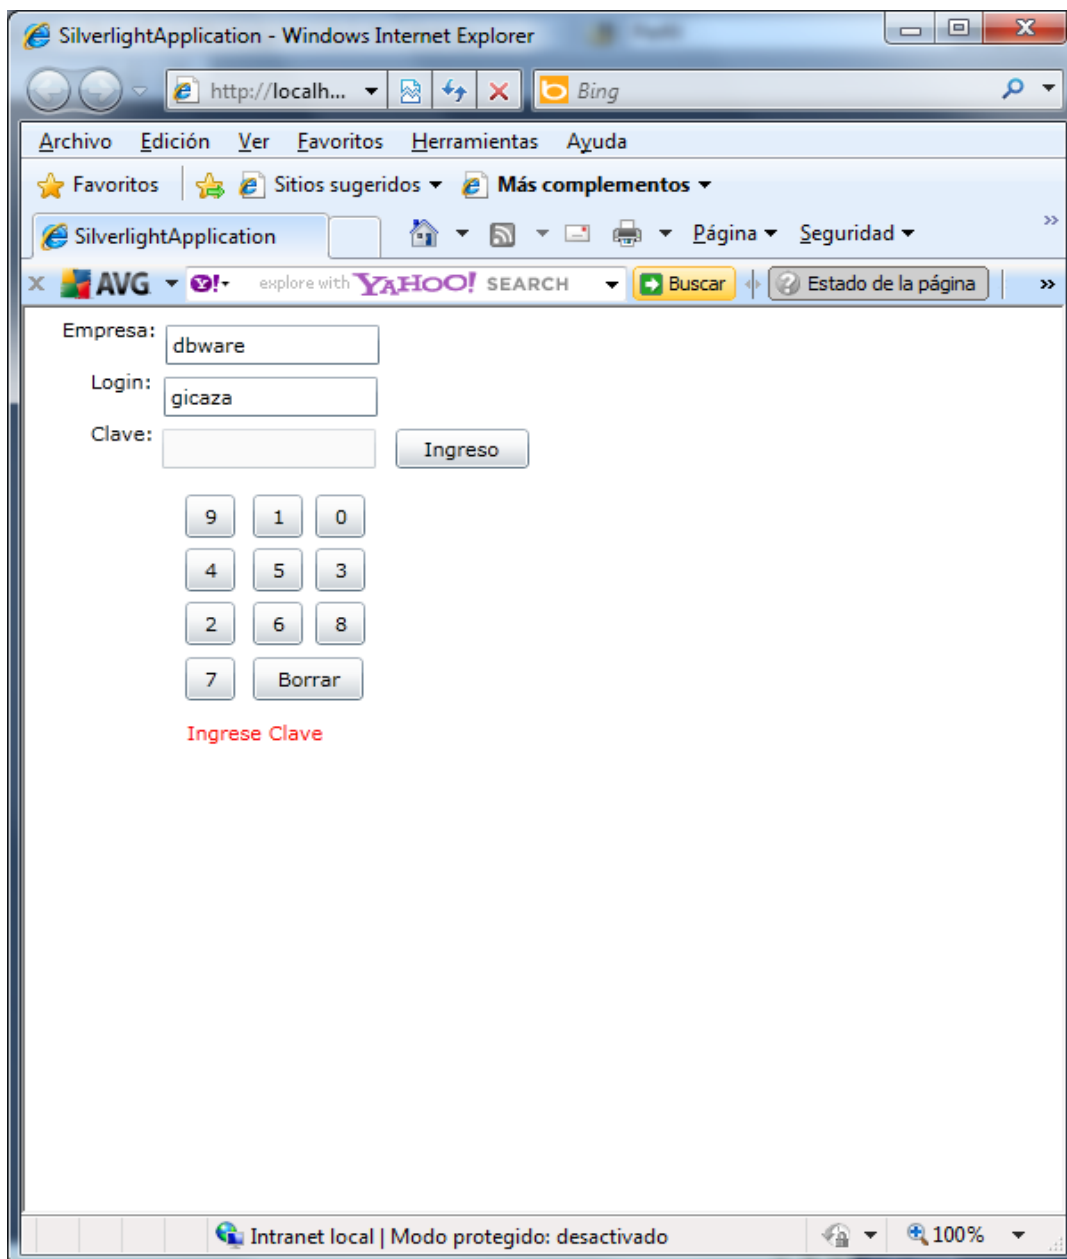 SilverlightApplication - Windows Internet Explorer
http://localh... Bing
Archivo Edición Ver Favoritos Herramientas Ayuda
Favoritos Sitios sugeridos Más complementos
SilverlightApplication Página Seguridad »
x AVG Y! explore with YAHOO! SEARCH Buscar Estado de la página »
Empresa: dbware
Login: gicaza
Clave: Ingreso
9 1 0
4 5 3
2 6 8
7 Borrar
Ingrese Clave
Intranet local | Modo protegido: desactivado 100%